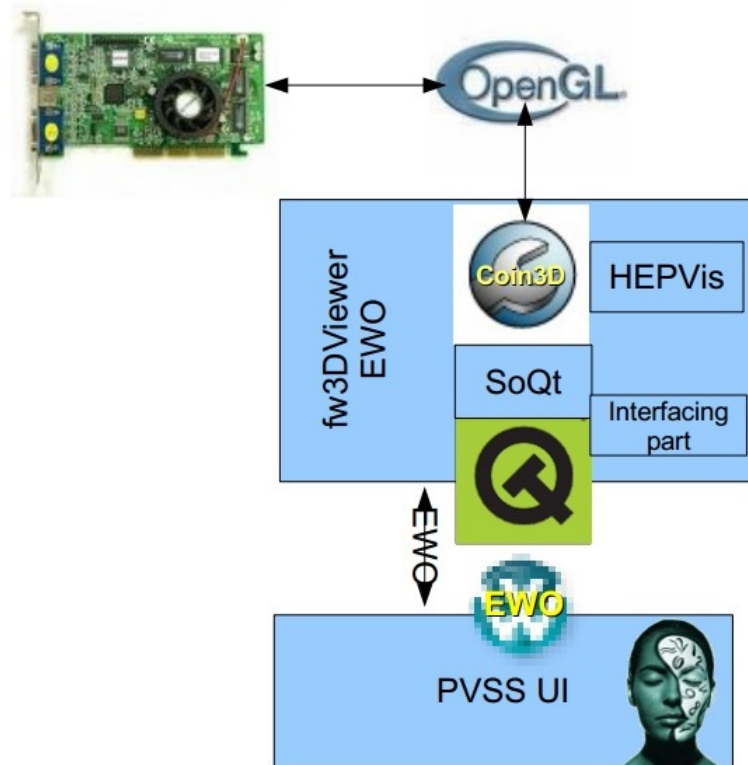 OpenGL
Coin3D
HEPVis
fw3DViewer
EWO
SoQt
Interfacing
part
EWO
EWO
PVSS UI